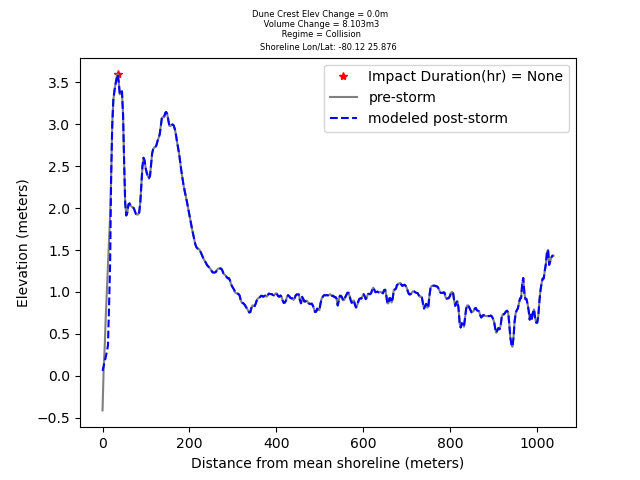 Dune Crest Elev Change = 0.0m
Volume Change = 8.103m3
Regime = Collision
Shoreline Lon/Lat: -80.12 25.876
Impact Duration(hr) = None
pre-storm
modeled post-storm
Elevation (meters)
3.5
3.0
2.5
2.0
1.5
1.0
0.5
0.0
−0.5
0 200 400 600 800 1000
Distance from mean shoreline (meters)